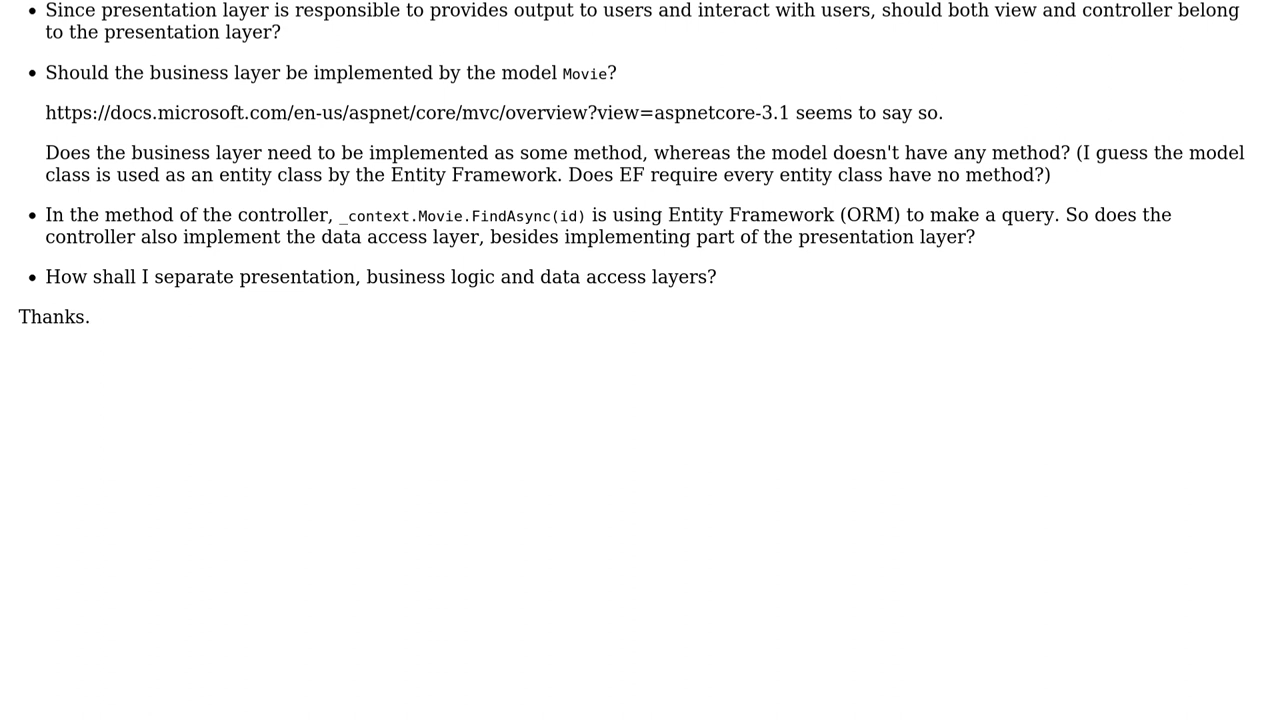 • Since presentation layer is responsible to provides output to users and interact with users, should both view and controller belong
to the presentation layer?
• Should the business layer be implemented by the model Movie?
https://docs.microsoft.com/en-us/aspnet/core/mvc/overview?view=aspnetcore-3.1 seems to say so.
Does the business layer need to be implemented as some method, whereas the model doesn't have any method? (I guess the model
class is used as an entity class by the Entity Framework. Does EF require every entity class have no method?)
• In the method of the controller, _context.Movie.FindAsync(id) is using Entity Framework (ORM) to make a query. So does the
controller also implement the data access layer, besides implementing part of the presentation layer?
• How shall I separate presentation, business logic and data access layers?
Thanks.